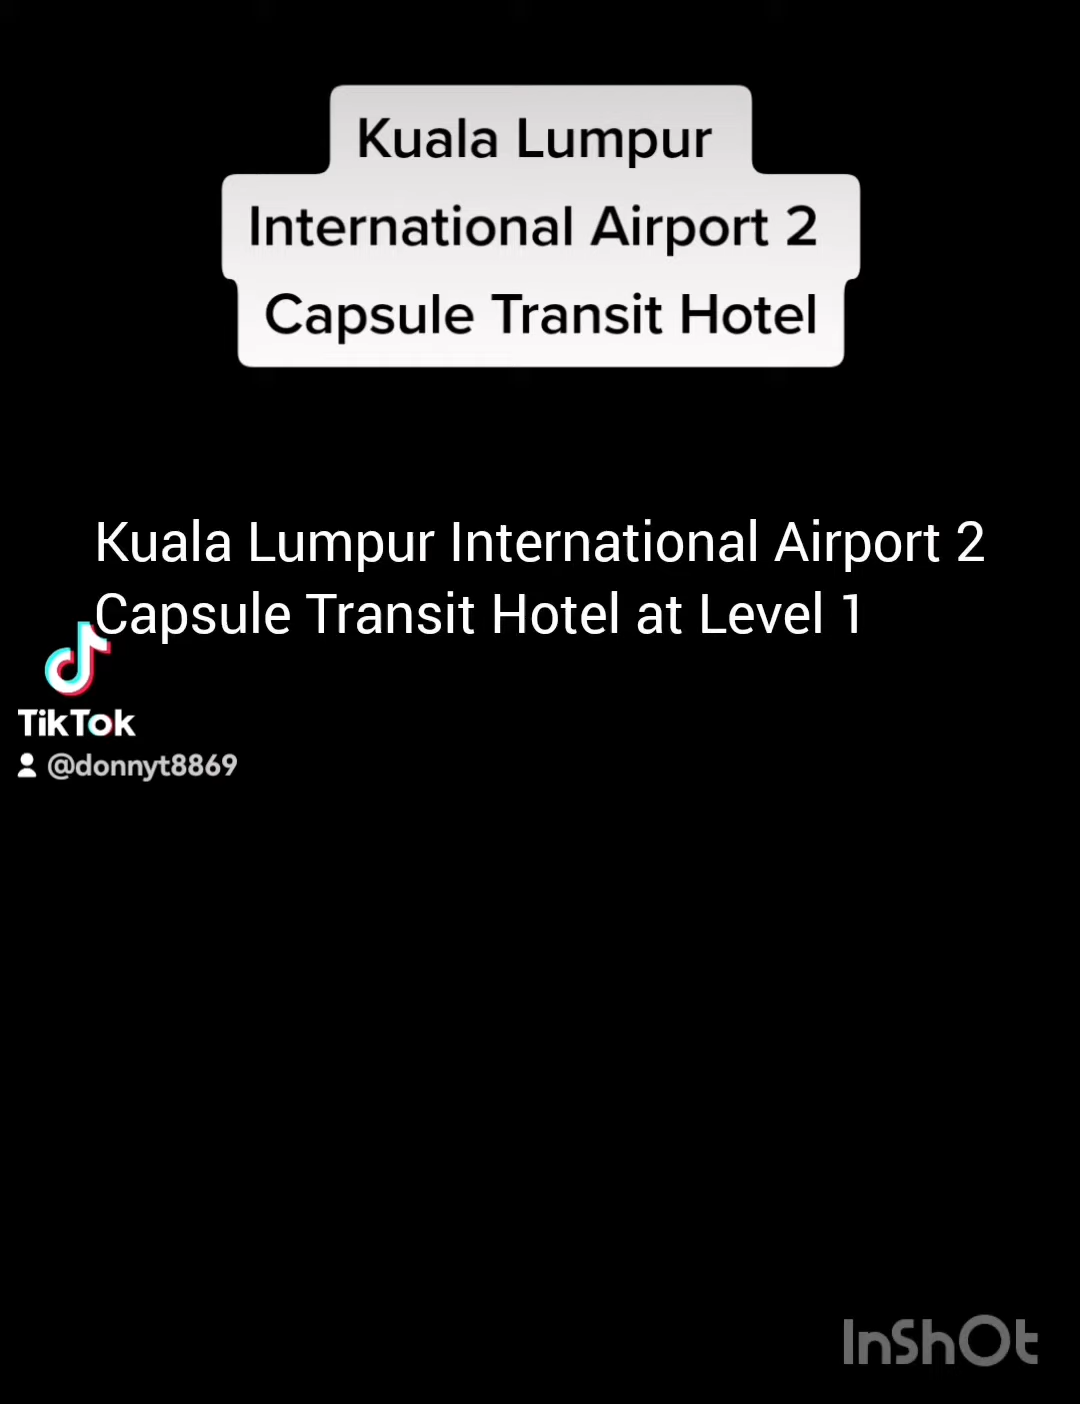 Kuala Lumpur
International Airport 2
Capsule Transit Hotel
Kuala Lumpur International Airport 2
Capsule Transit Hotel at Level 1
TikTok
@donnyt8869
InShOt